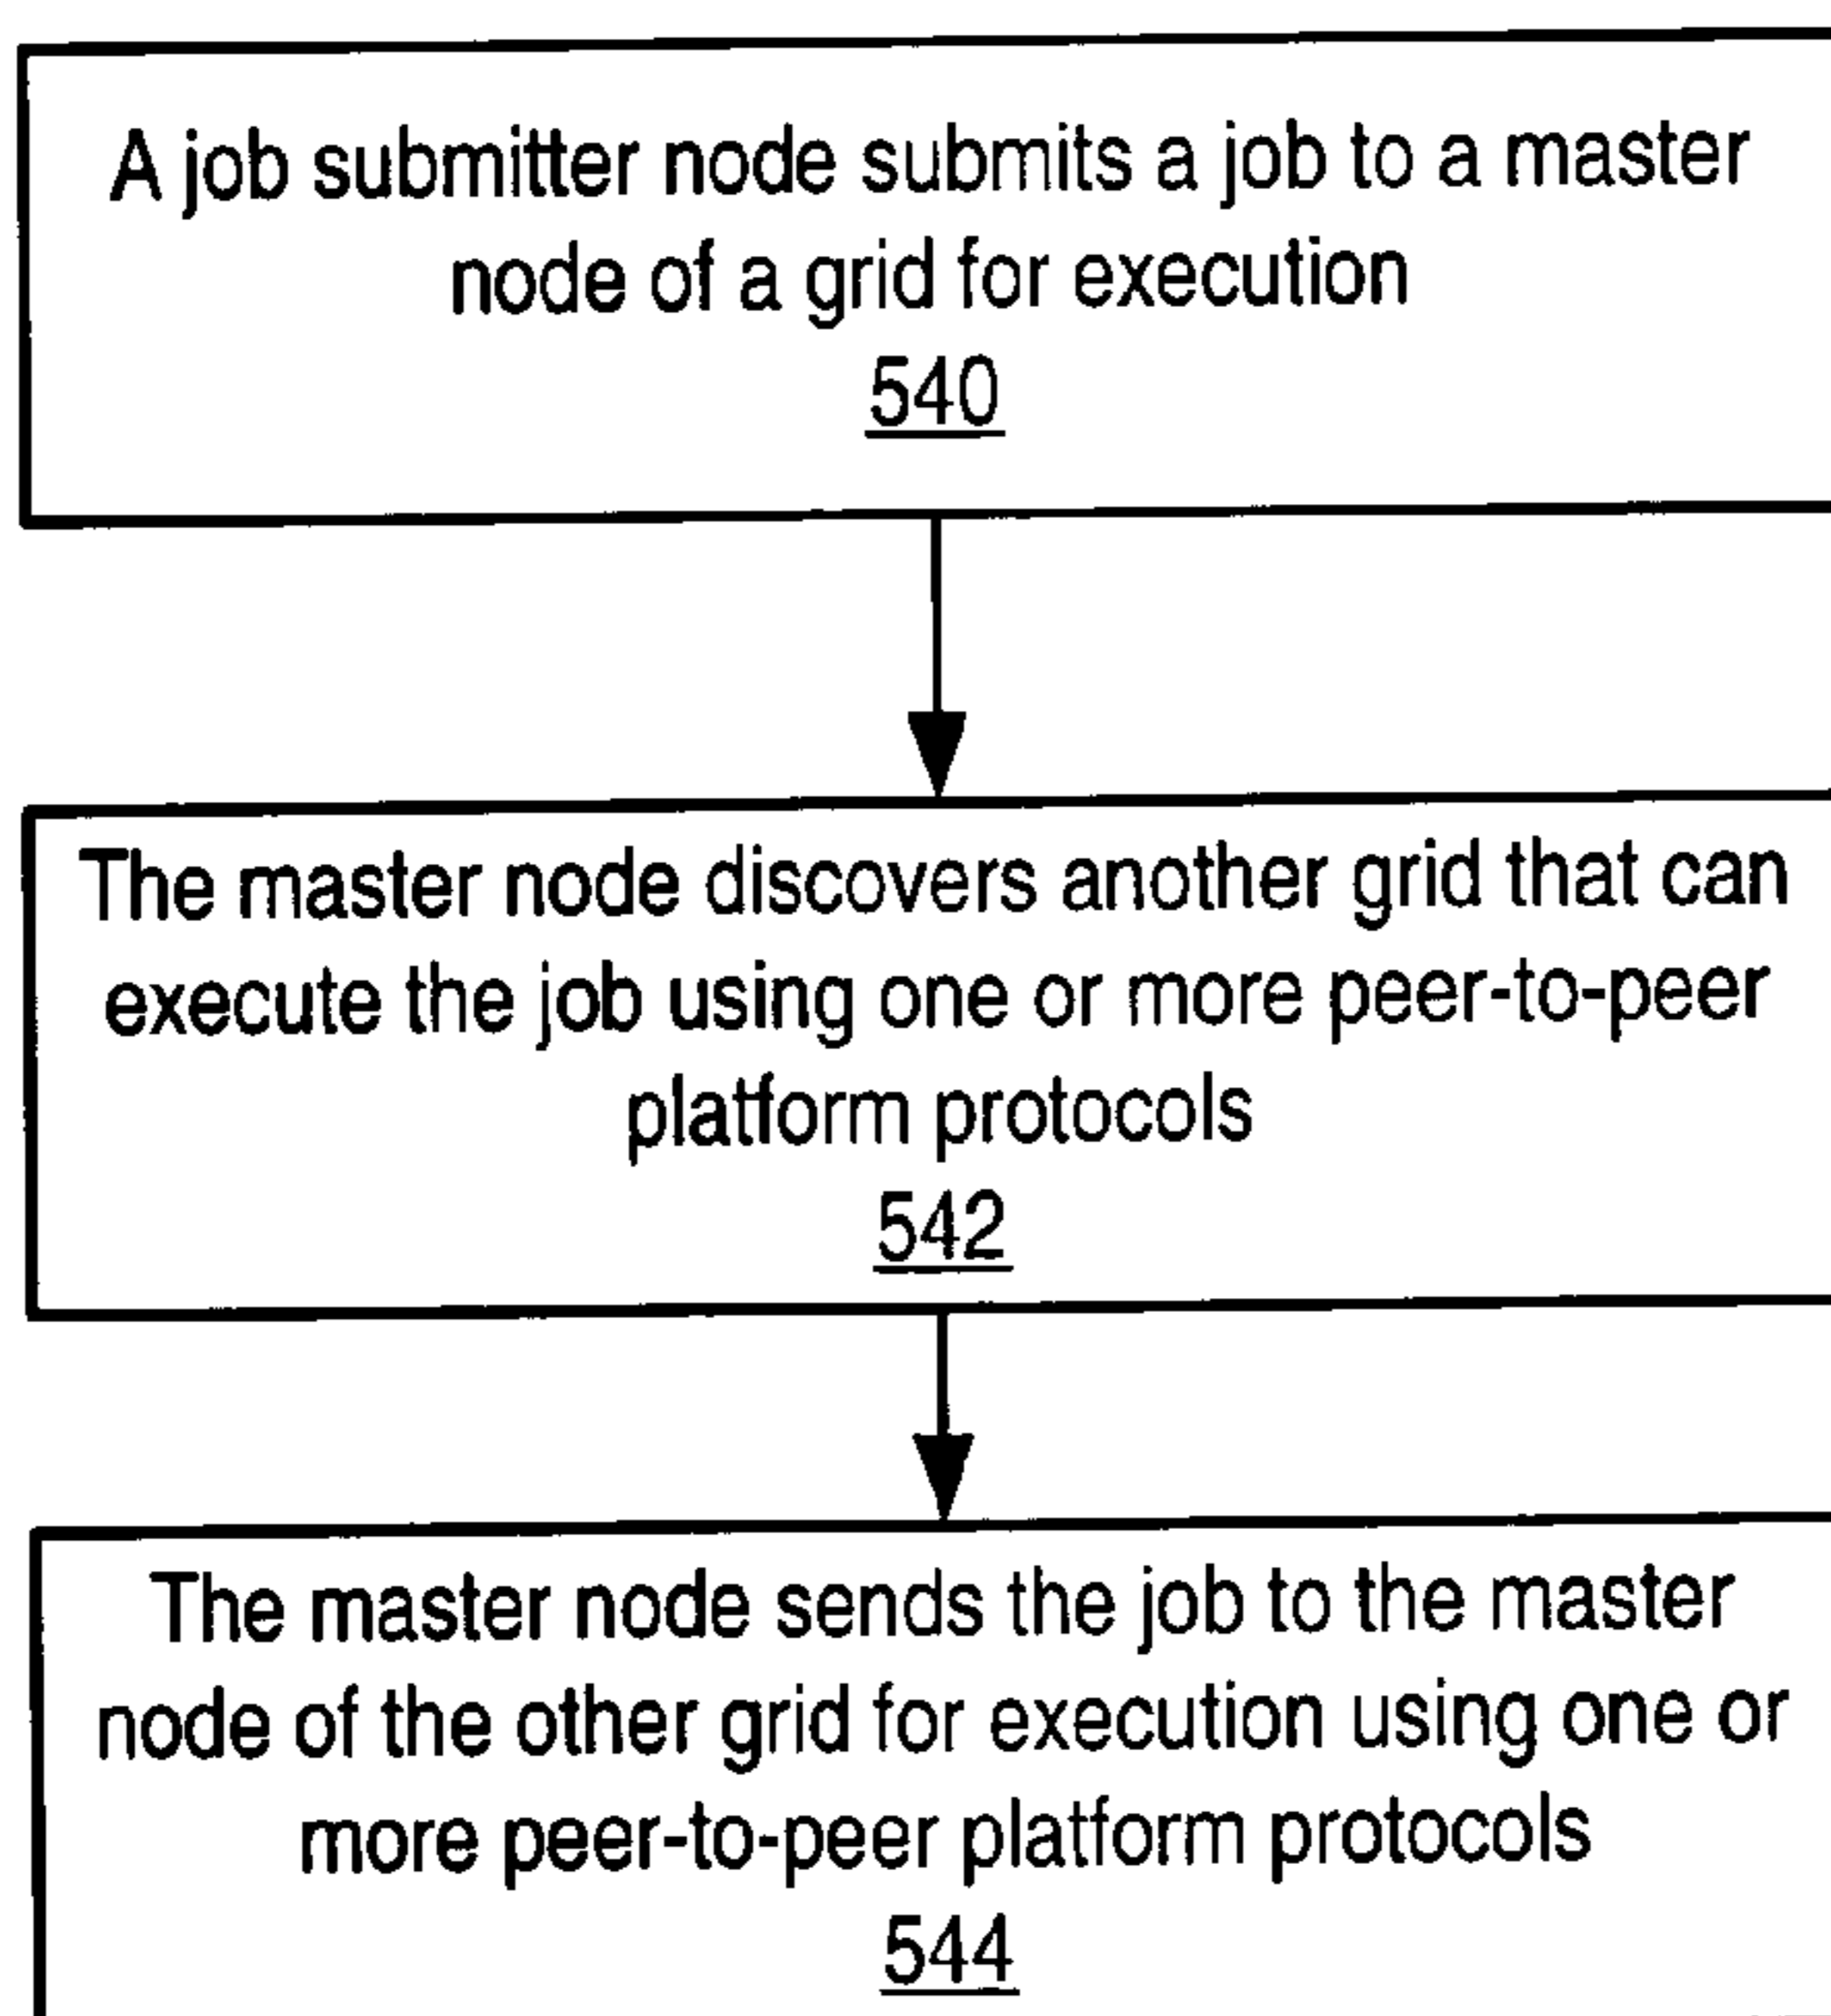 A job submitter node submits a job to a master
node of a grid for execution
540
The master node discovers another grid that can
execute the job using one or more peer-to-peer
platform protocols
542
The master node sends the job to the master
node of the other grid for execution using one or
more peer-to-peer platform protocols
544